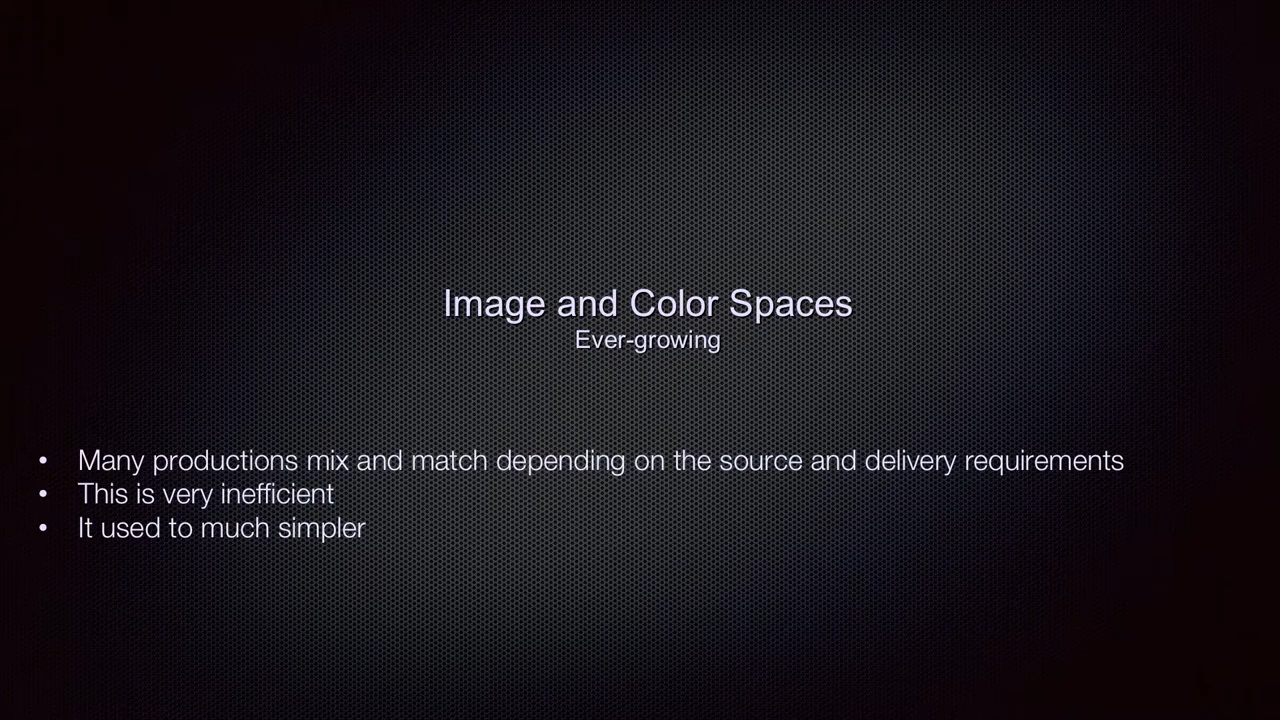 Image and Color Spaces
Ever-growing
• Many productions mix and match depending on the source and delivery requirements
• This is very inefficient
• It used to much simpler